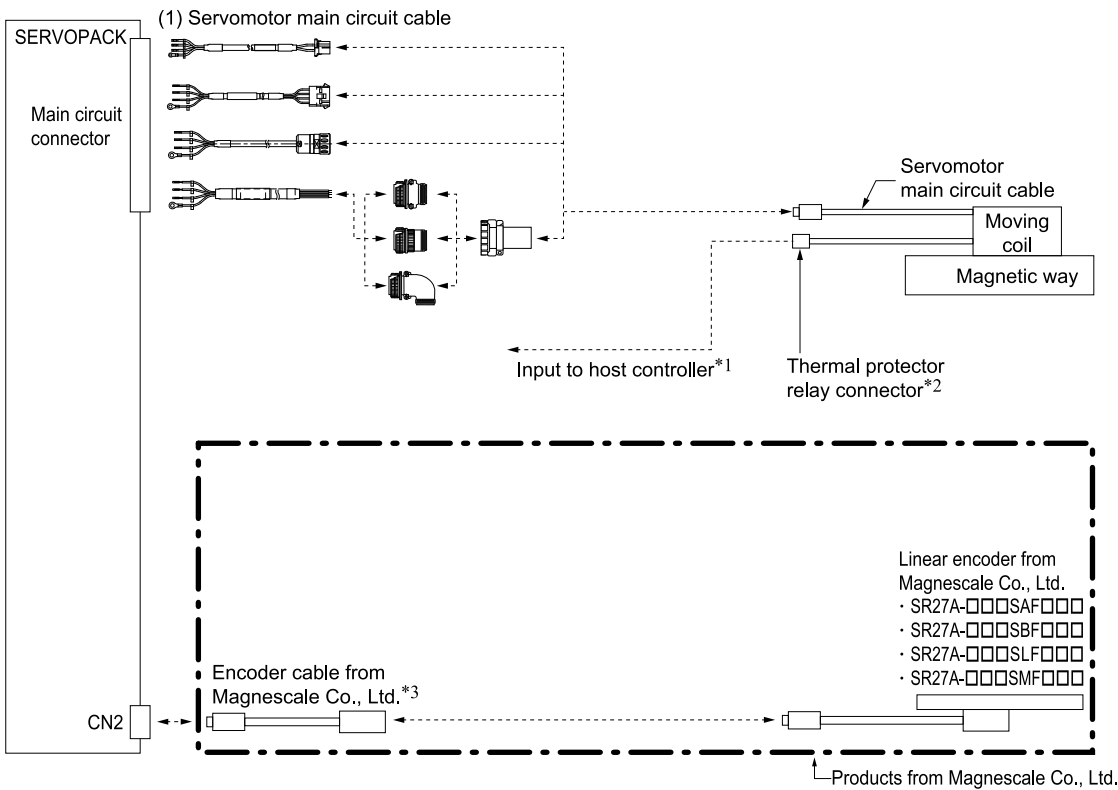 (1) Servomotor main circuit cable
SERVOPACK
Main circuit
connector
Servomotor
main circuit cable
Moving
coil
Magnetic way
Input to host controller*1
Thermal protector
relay connector*2
Linear encoder from
Magnescale Co., Ltd.
· SR27A-□□□SAF□□□
· SR27A-□□□SBF□□□
· SR27A-□□□SLF□□□
· SR27A-□□□SMF□□□
Encoder cable from
Magnescale Co., Ltd.*3
CN2
Products from Magnescale Co., Ltd.